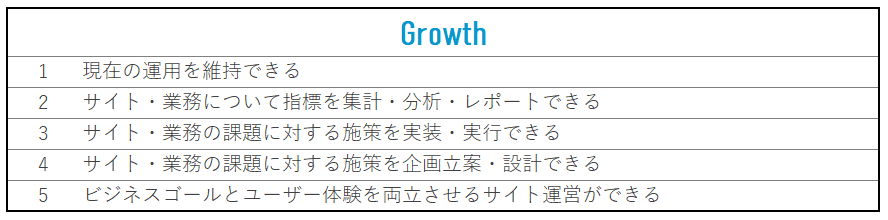 Growth
1 現在の運用を維持できる
2 サイト・業務について指標を集計・分析・レポートできる
3 サイト・業務の課題に対する施策を実装・実行できる
4 サイト・業務の課題に対する施策を企画立案・設計できる
5 ビジネスゴールとユーザー体験を両立させるサイト運営ができる